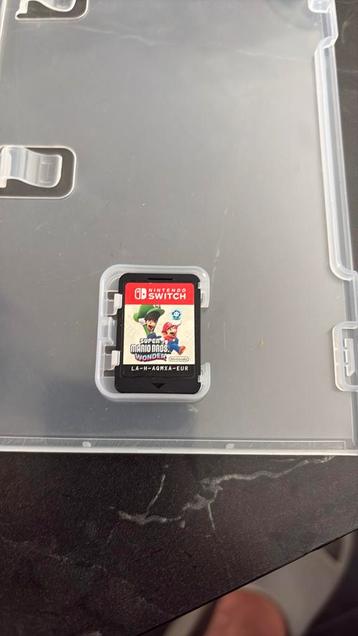 NINTENDO
SWITCH
SUPER
MARIO BROS.
WONDER
Nintendo
LA-H-AQMXA-EUR